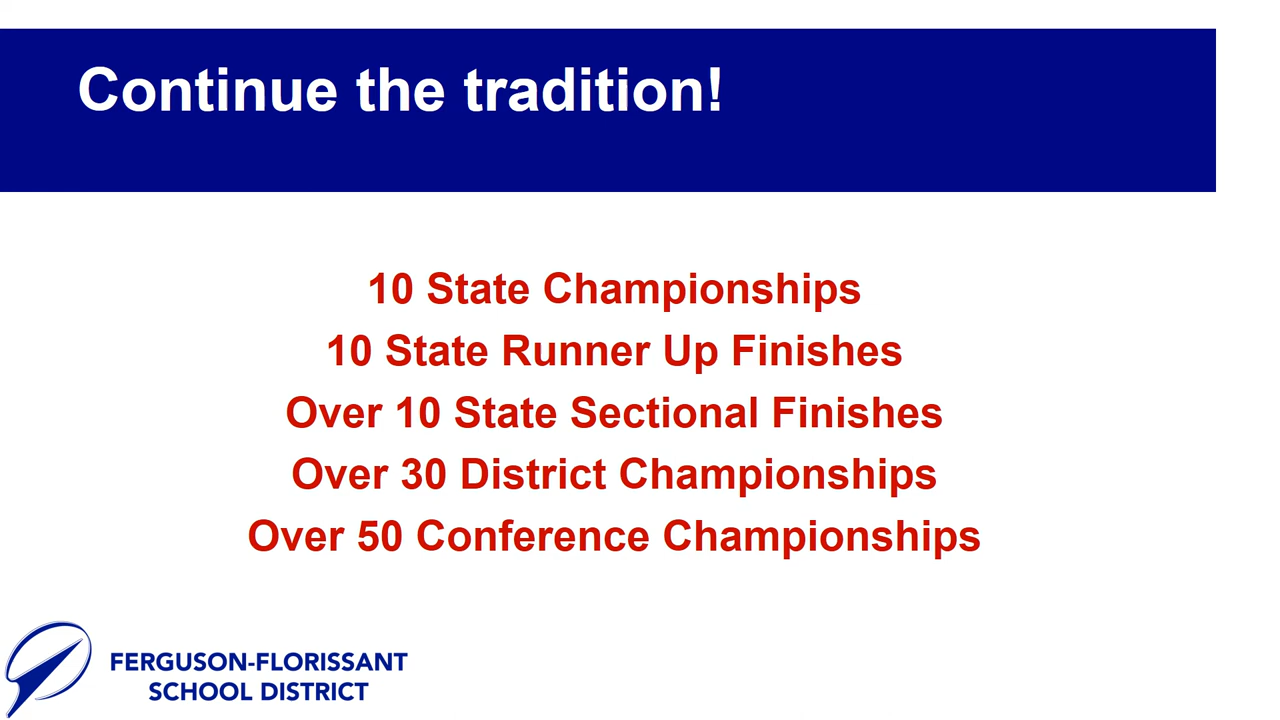 Continue the tradition!
10 State Championships
10 State Runner Up Finishes
Over 10 State Sectional Finishes
Over 30 District Championships
Over 50 Conference Championships
FERGUSON-FLORISSANT
SCHOOL DISTRICT